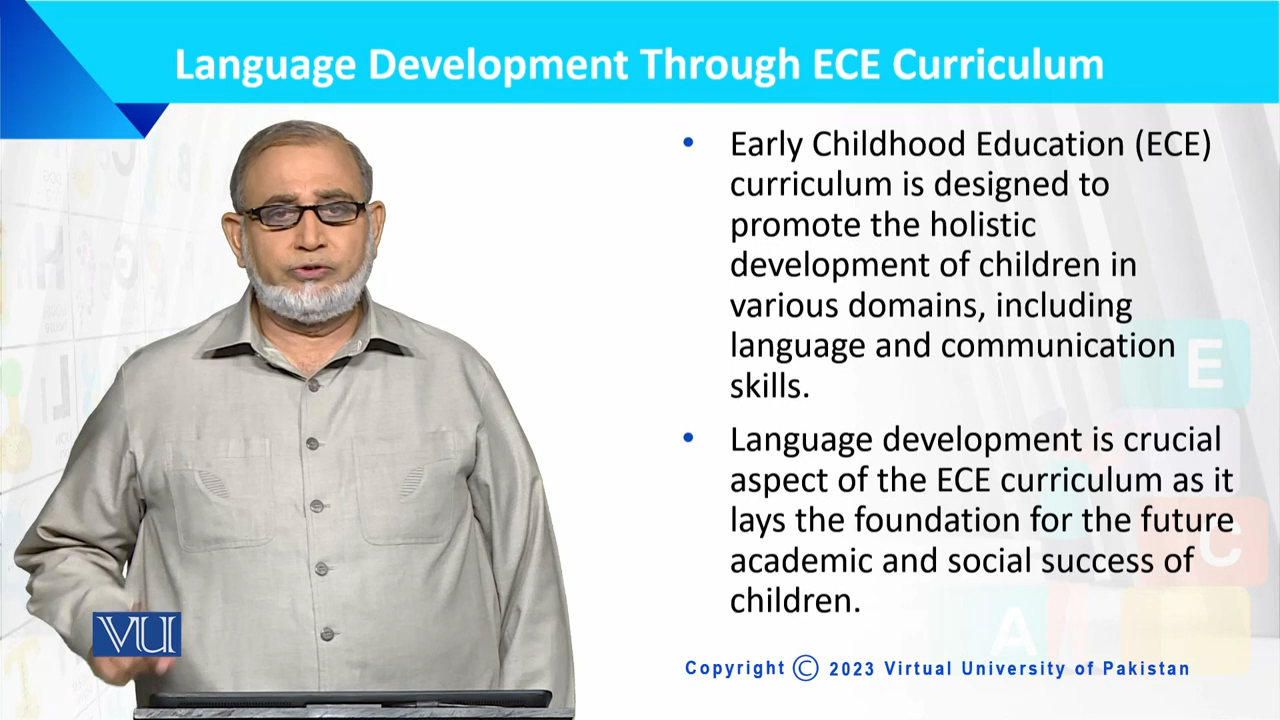 Language Development Through ECE Curriculum
• Early Childhood Education (ECE)
curriculum is designed to
promote the holistic
development of children in
various domains, including
language and communication
skills.
• Language development is crucial
aspect of the ECE curriculum as it
lays the foundation for the future
academic and social success of
children.
VU
Copyright © 2023 Virtual University of Pakistan
E
C
A